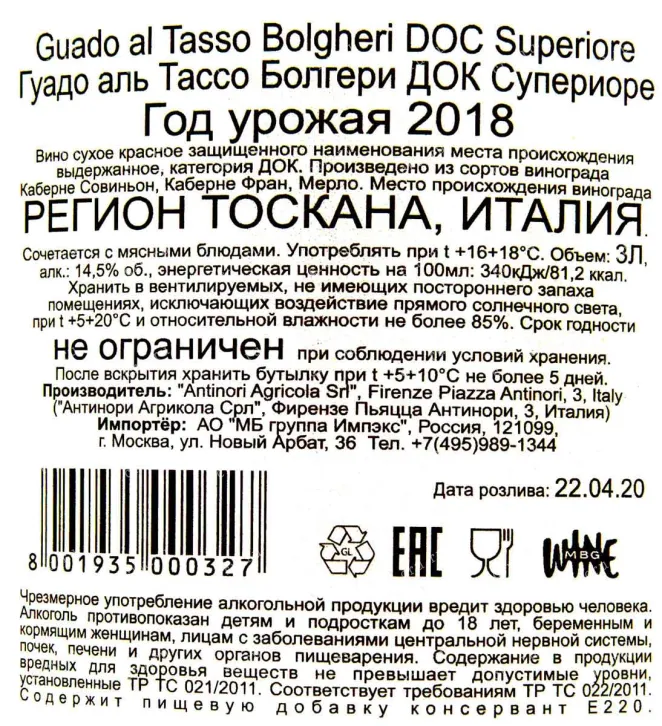 Guado al Tasso Bolgheri DOC Superiore
Гуадо аль Тассо Болгери ДОК Супериоре
Год урожая 2018
Вино сухое красное защищенного наименования места происхождения
выдержанное, категория ДОК. Произведено из сортов винограда
Каберне Совиньон, Каберне Фран, Мерло. Место происхождения винограда
РЕГИОН ТОСКАНА, ИТАЛИЯ.
Сочетается с мясными блюдами. Употреблять при t +16+18°С. Объем: 3Л,
алк.: 14,5% об., энергетическая ценность на 100мл: 340кДж/81,2 ккал.
Хранить в вентилируемых, не имеющих постороннего запаха
помещениях, исключающих воздействие прямого солнечного света,
при t +5+20°С и относительной влажности не более 85%. Срок годности
не ограничен при соблюдении условий хранения.
После вскрытия хранить бутылку при t +5+10°С не более 5 дней.
Производитель: "Antinori Agricola Srl", Firenze Piazza Antinori, 3, Italy
("Антинори Агрикола Срл", Фирензе Пьяцца Антинори, 3, Италия)
Импортёр: АО "МБ группа Импэкс", Россия, 121099,
г. Москва, ул. Новый Арбат, 36 Тел. +7(495)989-1344
Дата розлива: 22.04.20
8 001935 000327
GL
EAC
WINE
MBG
Чрезмерное употребление алкогольной продукции вредит здоровью человека.
Алкоголь противопоказан детям и подросткам до 18 лет, беременным и
кормящим женщинам, лицам с заболеваниями центральной нервной системы,
почек, печени и других органов пищеварения. Содержание в продукции
вредных для здоровья веществ не превышает допустимые уровни,
установленные ТР ТС 021/2011. Соответствует требованиям ТР ТС 022/2011.
Содержит пищевую добавку консервант Е220.